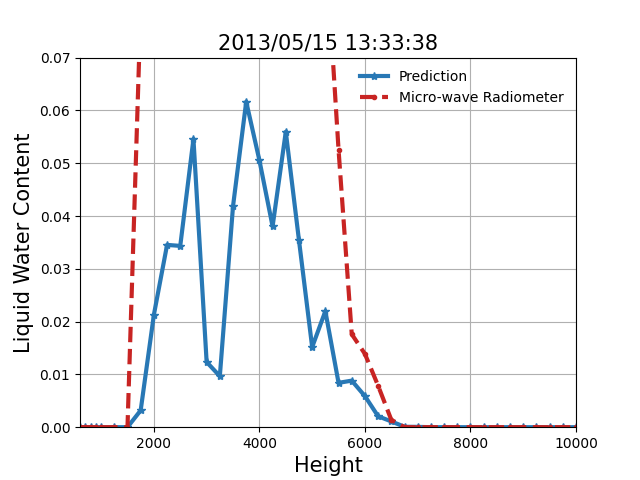 2013/05/15 13:33:38
Prediction
Micro-wave Radiometer
Liquid Water Content
0.07
0.06
0.05
0.04
0.03
0.02
0.01
0.00
2000 4000 6000 8000 10000
Height